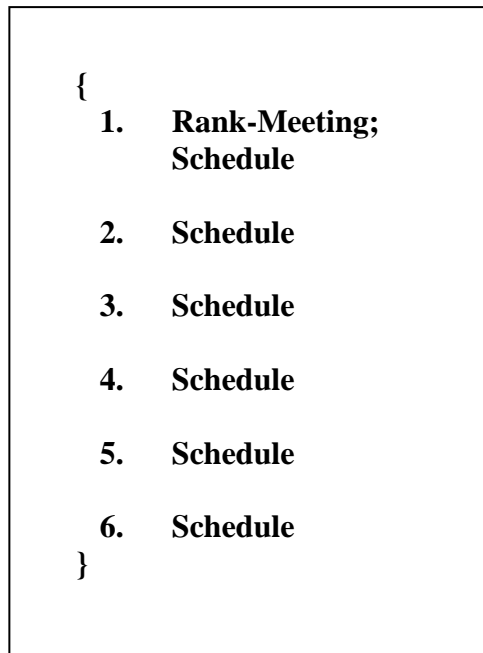 {
1. Rank-Meeting;
Schedule
2. Schedule
3. Schedule
4. Schedule
5. Schedule
6. Schedule
}